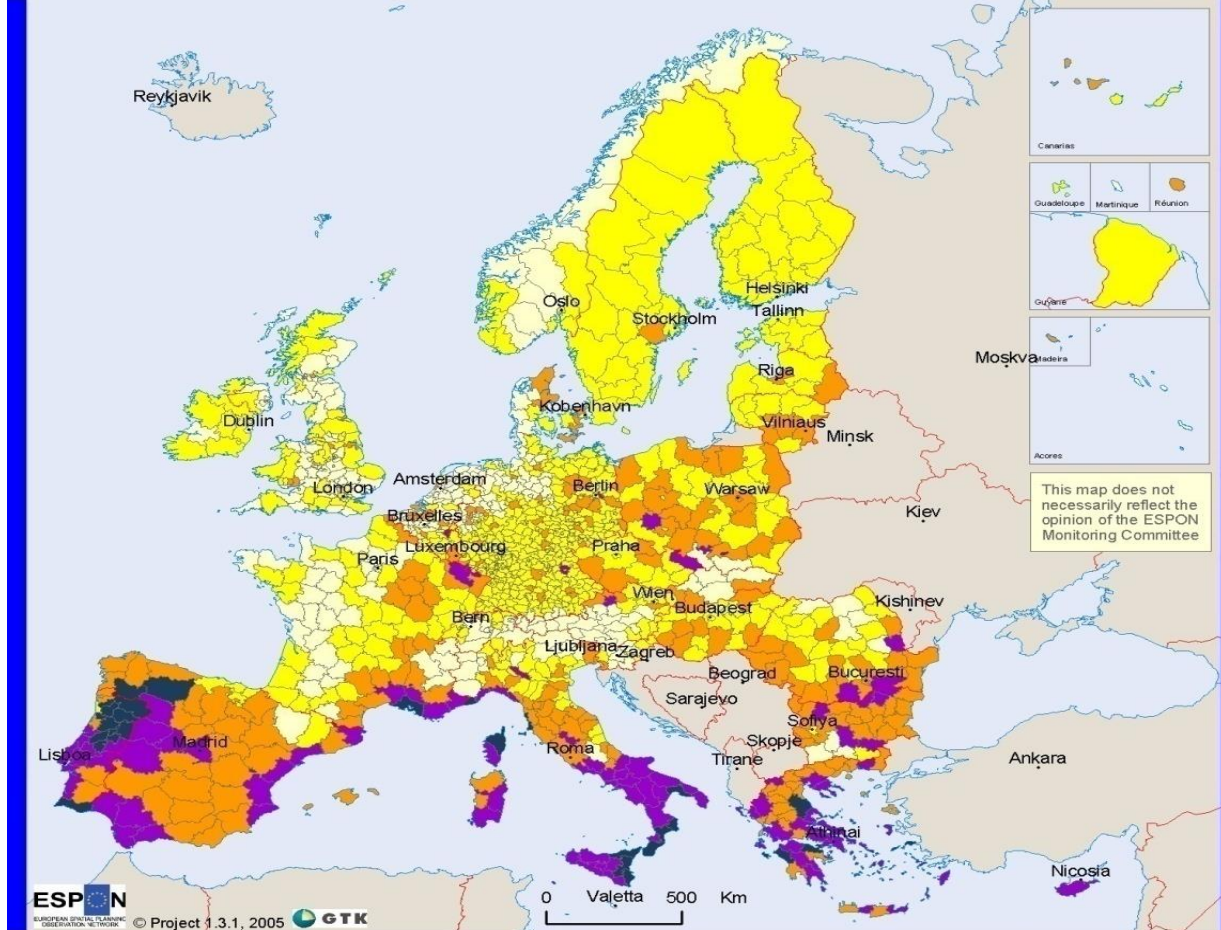 Reykjavik
Canarias
Guadeloupe
Martinique
Réunion
Guyane
Oslo
Helsinki
Tallinn
Stockholm
Madeira
Moskva
Riga
Kobenhavn
Dublin
Vilniaus
Minsk
Acores
Amsterdam
London
Berlin
Warsaw
This map does not
necessarily reflect the
opinion of the ESPON
Monitoring Committee
Bruxelles
Kiev
Luxembourg
Praha
Paris
Wien
Budapest
Kishinev
Bern
Ljubljana
Zagreb
Beograd
Bucuresti
Sarajevo
Sofiya
Madrid
Lisboa
Roma
Skopje
Tirane
Ankara
Athinai
Nicosia
Valetta
0 500 Km
ESPON
EUROPEAN SPATIAL PLANNING
OBSERVATION NETWORK
© Project 1.3.1, 2005
GTK